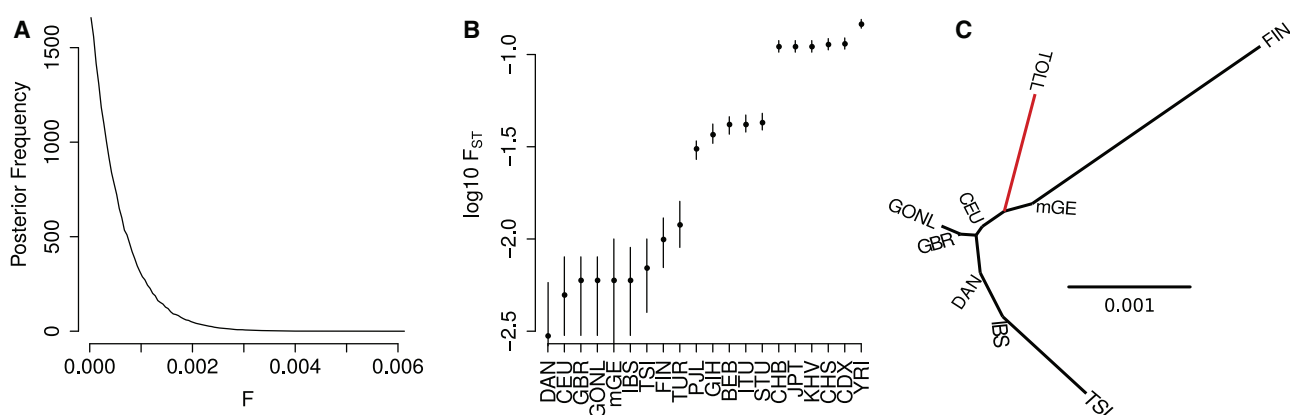 A
Posterior Frequency
1500
1000
500
0
0.000
0.002
0.004
0.006
F
B
log10 FST
−1.0
−1.5
−2.0
−2.5
DAN
CEU
GBR
GONL
mGE
IBS
TSI
FIN
TUR
PJL
GIH
BEB
ITU
STU
CHB
JPT
KHV
CHS
CDX
YRI
C
FIN
TOLL
mGE
CEU
GONL
GBR
DAN
IBS
TSI
0.001